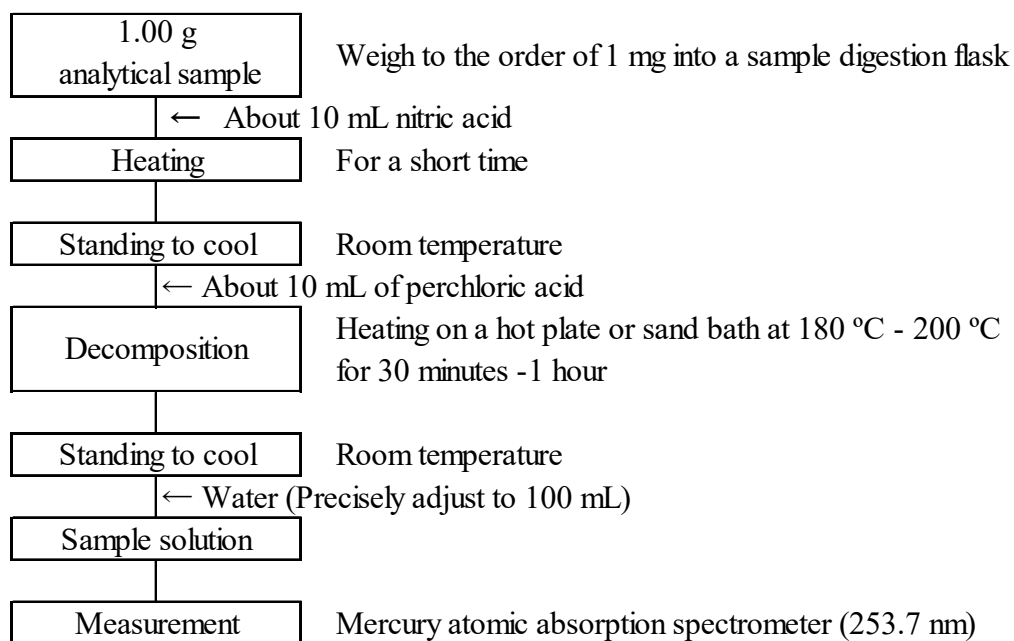 1.00 g
analytical sample
Weigh to the order of 1 mg into a sample digestion flask
← About 10 mL nitric acid
Heating
For a short time
Standing to cool
Room temperature
← About 10 mL of perchloric acid
Decomposition
Heating on a hot plate or sand bath at 180 ºC - 200 ºC
for 30 minutes -1 hour
Standing to cool
Room temperature
← Water (Precisely adjust to 100 mL)
Sample solution
Measurement
Mercury atomic absorption spectrometer (253.7 nm)